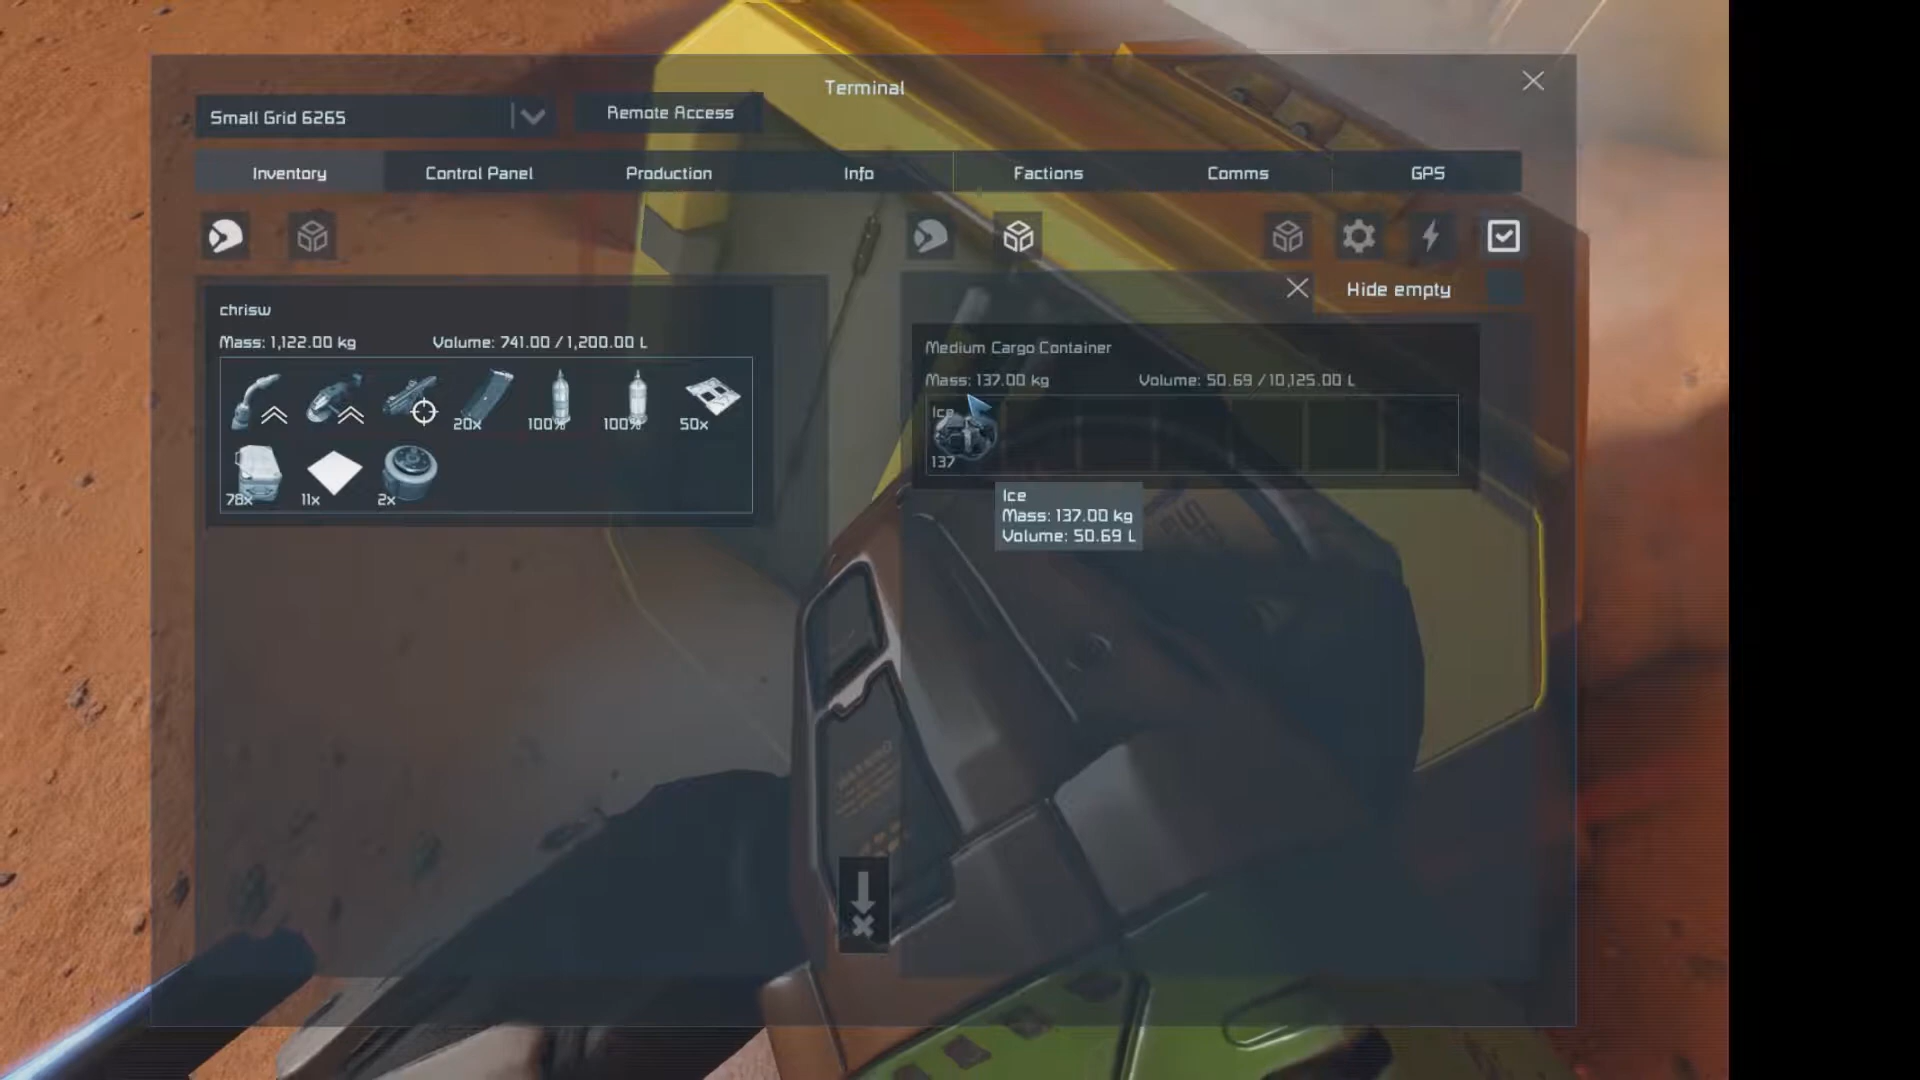 Terminal
Small Grid 6265
Remote Access
Inventory
Control Panel
Production
Info
Factions
Comms
GPS
Hide empty
chrisw
Mass: 1,122.00 kg
Volume: 741.00 / 1,200.00 L
20x
100%
100%
50x
78x
11x
2x
Medium Cargo Container
Mass: 137.00 kg
Volume: 50.69 / 10,125.00 L
Ice
137
Ice
Mass: 137.00 kg
Volume: 50.69 L